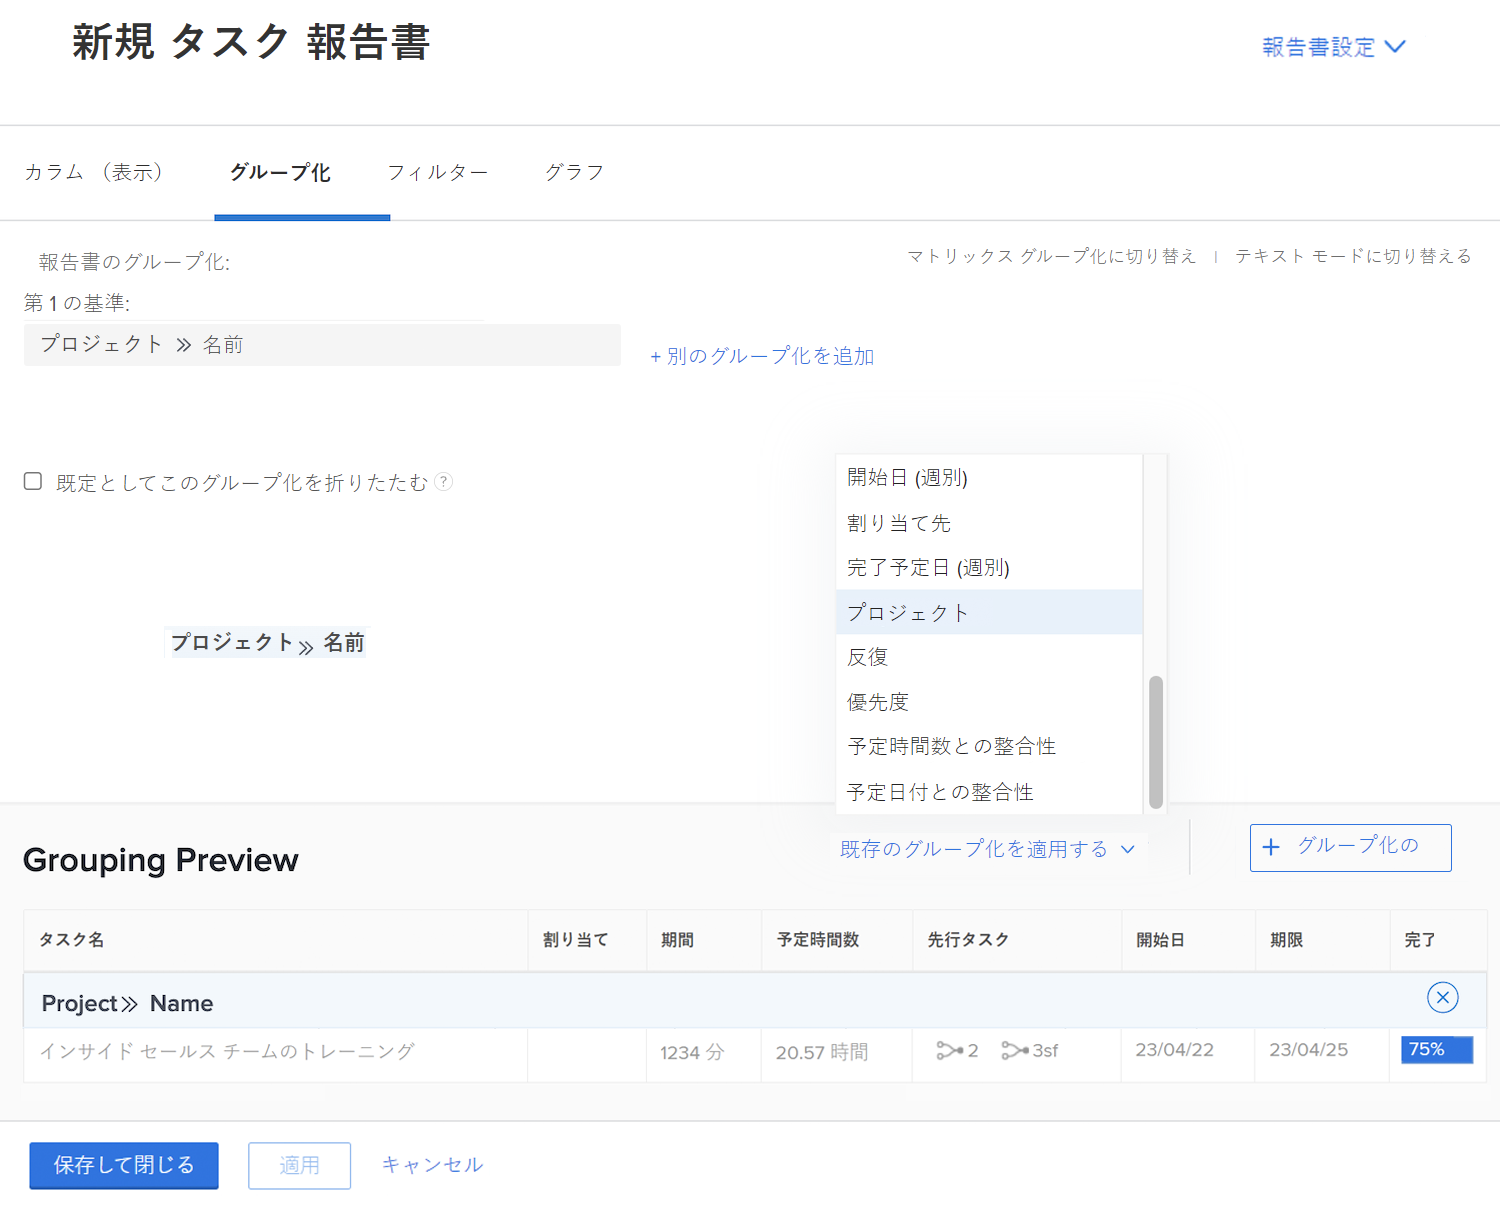 新規 タスク 報告書
報告書設定
カラム （表示） グループ化 フィルター グラフ
報告書のグループ化:
マトリックス グループ化に切り替え | テキスト モードに切り替える
第 1 の基準:
プロジェクト » 名前
+ 別のグループ化を追加
既定としてこのグループ化を折りたたむ ?
開始日 (週別)
割り当て先
完了予定日 (週別)
プロジェクト
反復
優先度
予定時間数との整合性
予定日付との整合性
プロジェクト » 名前
Grouping Preview
既存のグループ化を適用する
+ グループ化の
タスク名 割り当て 期間 予定時間数 先行タスク 開始日 期限 完了
Project» Name
インサイド セールス チームのトレーニング 1234 分 20.57 時間 2 3sf 23/04/22 23/04/25 75%
保存して閉じる 適用 キャンセル